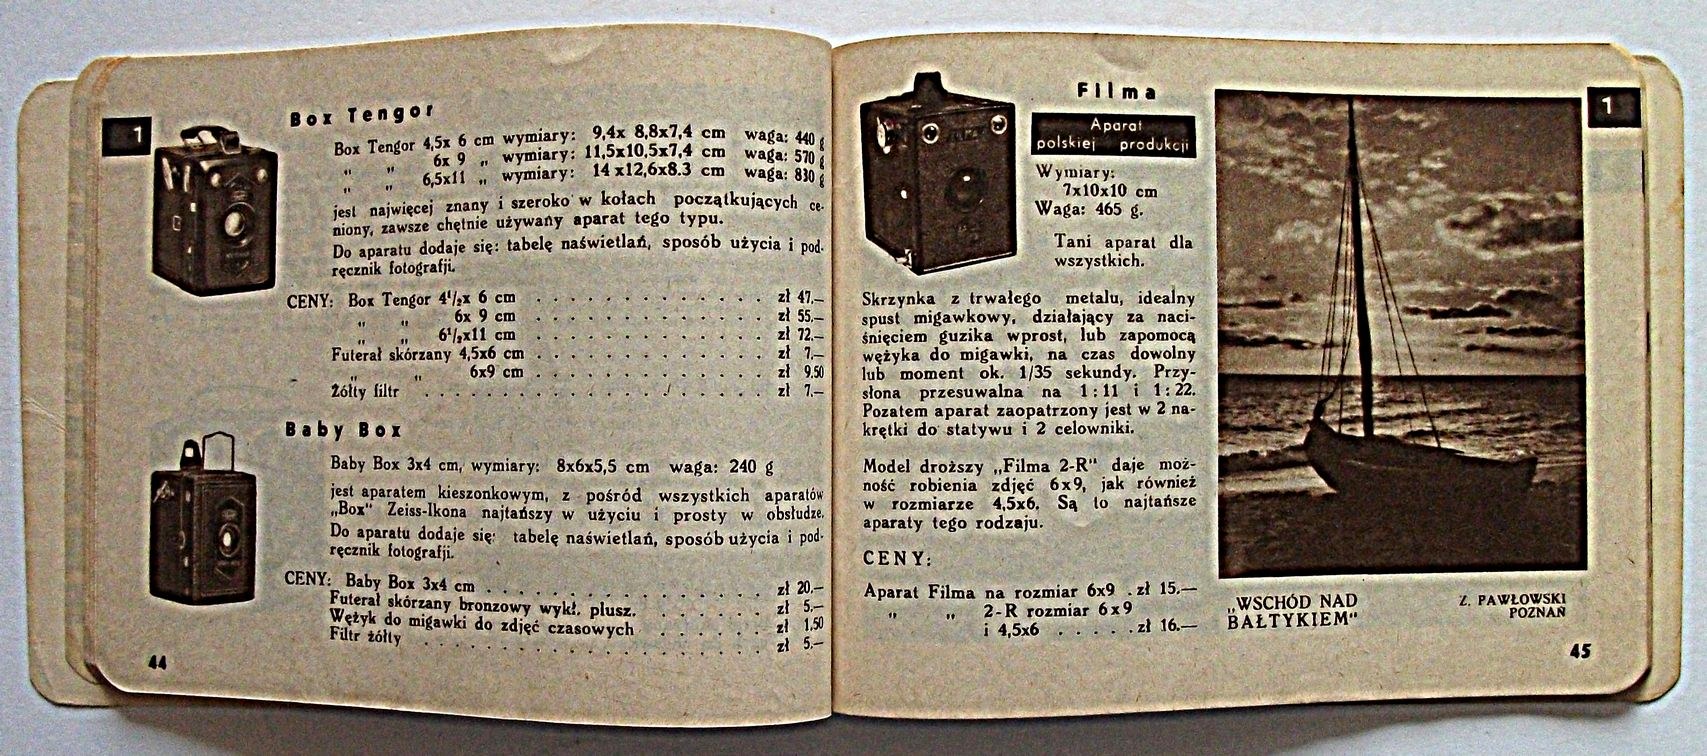 1
Box Tengor
Box Tengor 4,5x 6 cm wymiary: 9,4x 8,8x7,4 cm waga: 440 g
„ „ 6x 9 „ wymiary: 11,5x10,5x7,4 cm waga: 570 g
„ „ 6,5x11 „ wymiary: 14x12,6x8.3 cm waga: 830 g
jest najwięcej znany i szeroko w kołach początkujących ce-
niony, zawsze chętnie używany aparat tego typu.
Do aparatu dodaje się: tabelę naświetlań, sposób użycia i pod-
ręcznik fotografji.
CENY: Box Tengor 4¹/₂x 6 cm . . . . . . . . . . . . . zł 47.—
„ „ 6x 9 cm . . . . . . . . . . . . . zł 55.—
„ „ 6¹/₂x11 cm . . . . . . . . . . . . . zł 72.—
Futerał skórzany 4,5x6 cm . . . . . . . . . . . . . zł 7.—
„ „ 6x9 cm . . . . . . . . . . . . . zł 9.50
Żółty filtr . . . . . . . . . . . . . . . . . . zł 7.—
Baby Box
Baby Box 3x4 cm, wymiary: 8x6x5,5 cm waga: 240 g
jest aparatem kieszonkowym, z pośród wszystkich aparatów
„Box" Zeiss-Ikona najtańszy w użyciu i prosty w obsłudze.
Do aparatu dodaje się: tabelę naświetlań, sposób użycia i pod-
ręcznik fotografji.
CENY: Baby Box 3x4 cm . . . . . . . . . . . . . . . zł 20.—
Futerał skórzany bronzowy wykł. plusz. . . . . . . . zł 5.—
Wężyk do migawki do zdjęć czasowych . . . . . . zł 1.50
Filtr żółty . . . . . . . . . . . . . . . . . . zł 5.—
44
Filma
Aparat
polskiej produkcji
Wymiary:
7x10x10 cm
Waga: 465 g.
Tani aparat dla
wszystkich.
Skrzynka z trwałego metalu, idealny
spust migawkowy, działający za naci-
śnięciem guzika wprost, lub zapomocą
wężyka do migawki, na czas dowolny
lub moment ok. 1/35 sekundy. Przy-
słona przesuwalna na 1:11 i 1:22.
Pozatem aparat zaopatrzony jest w 2 na-
krętki do statywu i 2 celowniki.
Model droższy „Filma 2-R" daje moż-
ność robienia zdjęć 6x9, jak również
w rozmiarze 4,5x6. Są to najtańsze
aparaty tego rodzaju.
CENY:
Aparat Filma na rozmiar 6x9 . zł 15.—
„ „ 2-R rozmiar 6x9
i 4,5x6 . . . . . zł 16.—
1
„WSCHÓD NAD
BAŁTYKIEM"
Z. PAWŁOWSKI
POZNAŃ
45